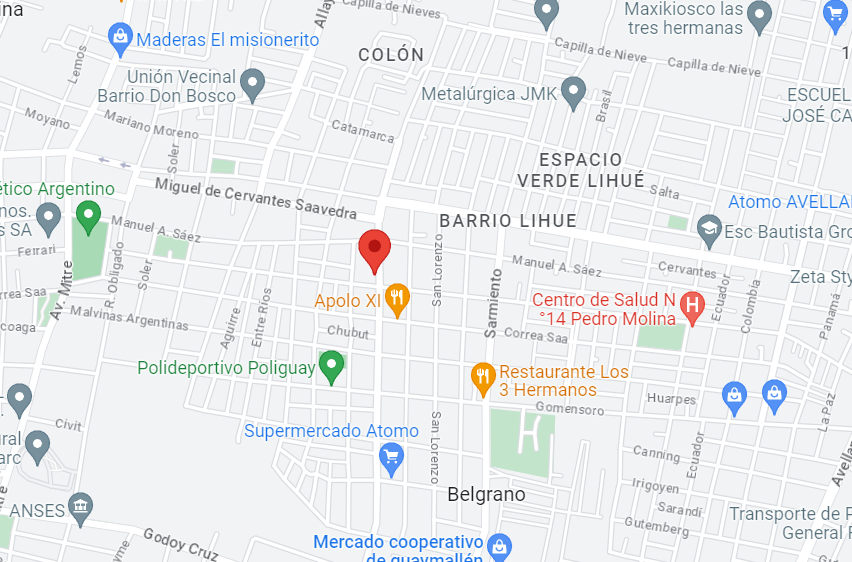 ina
Capilla de Nieves
Maxikiosco las
tres hermanas
Maderas El misionerito
COLÓN
Capilla de Nieve
Capilla de Nieve
Lemos
Unión Vecinal
Barrio Don Bosco
Metalúrgica JMK
Brasil
ESCUEL
JOSÉ CA
Moyano
Mariano Moreno
Catamarca
Soler
ESPACIO
VERDE LIHUÉ
Salta
ético Argentino
Miguel de Cervantes Saavedra
Atomo AVELLA
BARRIO LIHUE
nos.
s SA
Manuel A. Sáez
Esc Bautista Gro
Ferrari
R. Obligado
Soler
San Lorenzo
Manuel A. Sáez
Cervantes
Zeta Sty
Av. Mitre
Entre Ríos
Apolo XI
Sarmiento
Centro de Salud N
°14 Pedro Molina
Ecuador
Colombia
Panamá
Correa Saa
coaga
Malvinas Argentinas
Aguirre
Chubut
Correa Saa
Polideportivo Poliguay
Restaurante Los
3 Hermanos
Huarpes
Gomensoro
La Paz
Civit
Supermercado Atomo
San Lorenzo
ural
arc
Canning
Ecuador
Avellan
Irigoyen
Belgrano
Sarandí
ANSES
Gutemberg
Transporte de P
General F
Godoy Cruz
Mercado cooperativo
de guaymallén